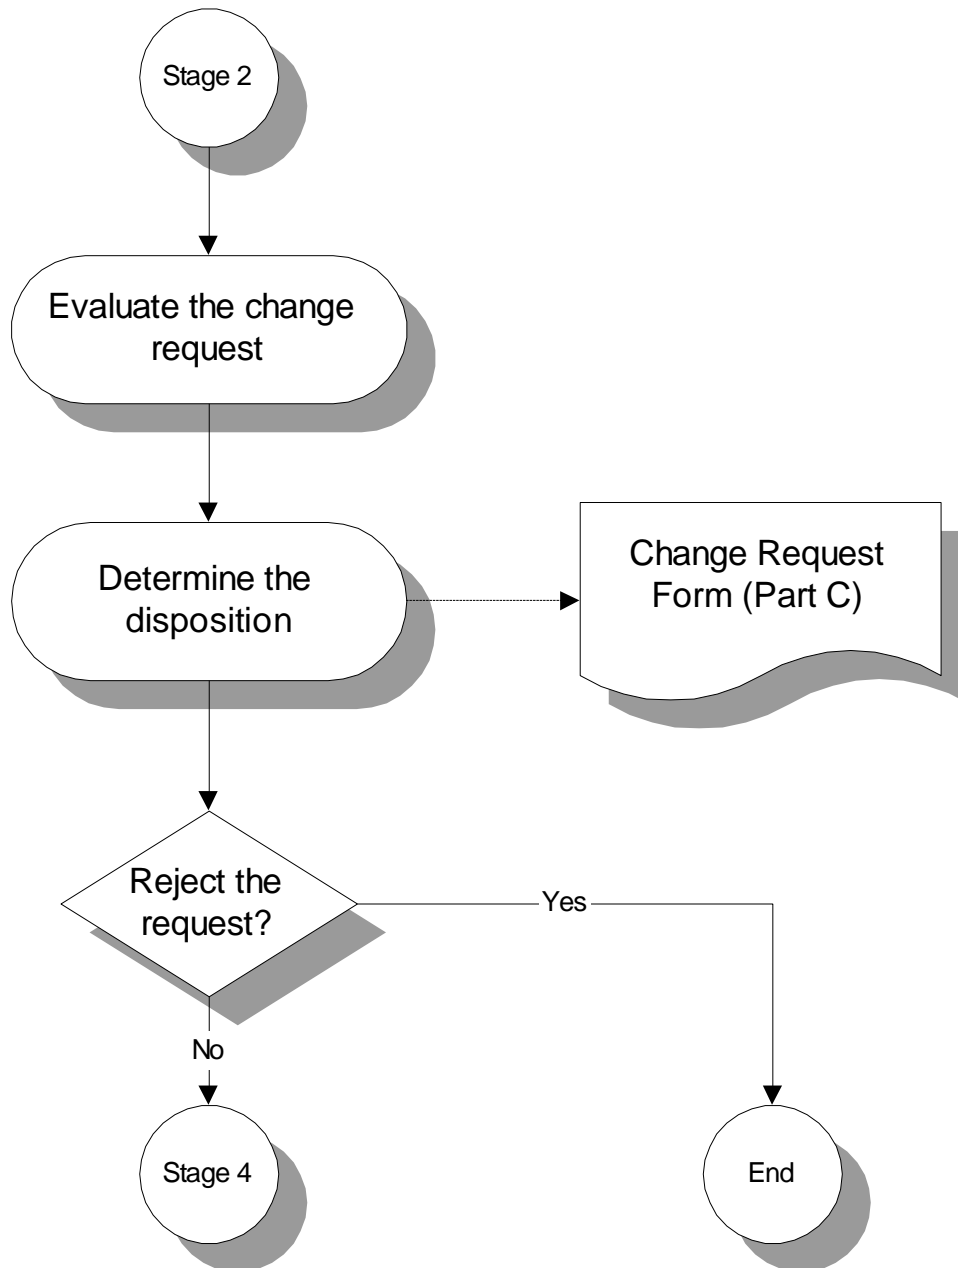 Stage 2
Evaluate the change
request
Determine the
disposition
Change Request
Form (Part C)
Reject the
request?
Yes
No
Stage 4
End